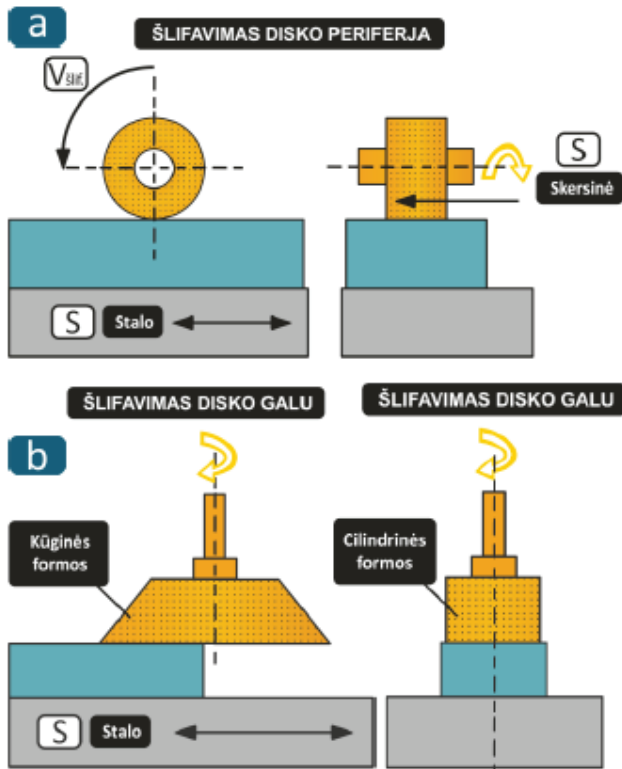 a
ŠLIFAVIMAS DISKO PERIFERJA
Všlif.
S
Skersinė
S Stalo
ŠLIFAVIMAS DISKO GALU
ŠLIFAVIMAS DISKO GALU
b
Kūginės
formos
Cilindrinės
formos
S Stalo